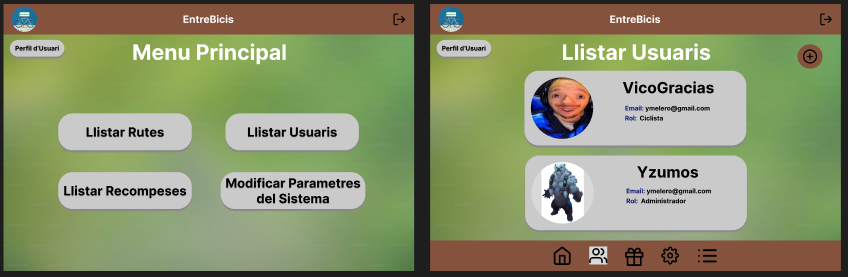 EntreBicis
Perfil d'Usuari
Menu Principal
Llistar Rutes
Llistar Usuaris
Llistar Recompeses
Modificar Parametres
del Sistema
EntreBicis
Perfil d'Usuari
Llistar Usuaris
VicoGracias
Email: ymelero@gmail.com
Rol: Ciclista
Yzumos
Email: ymelero@gmail.com
Rol: Administrador